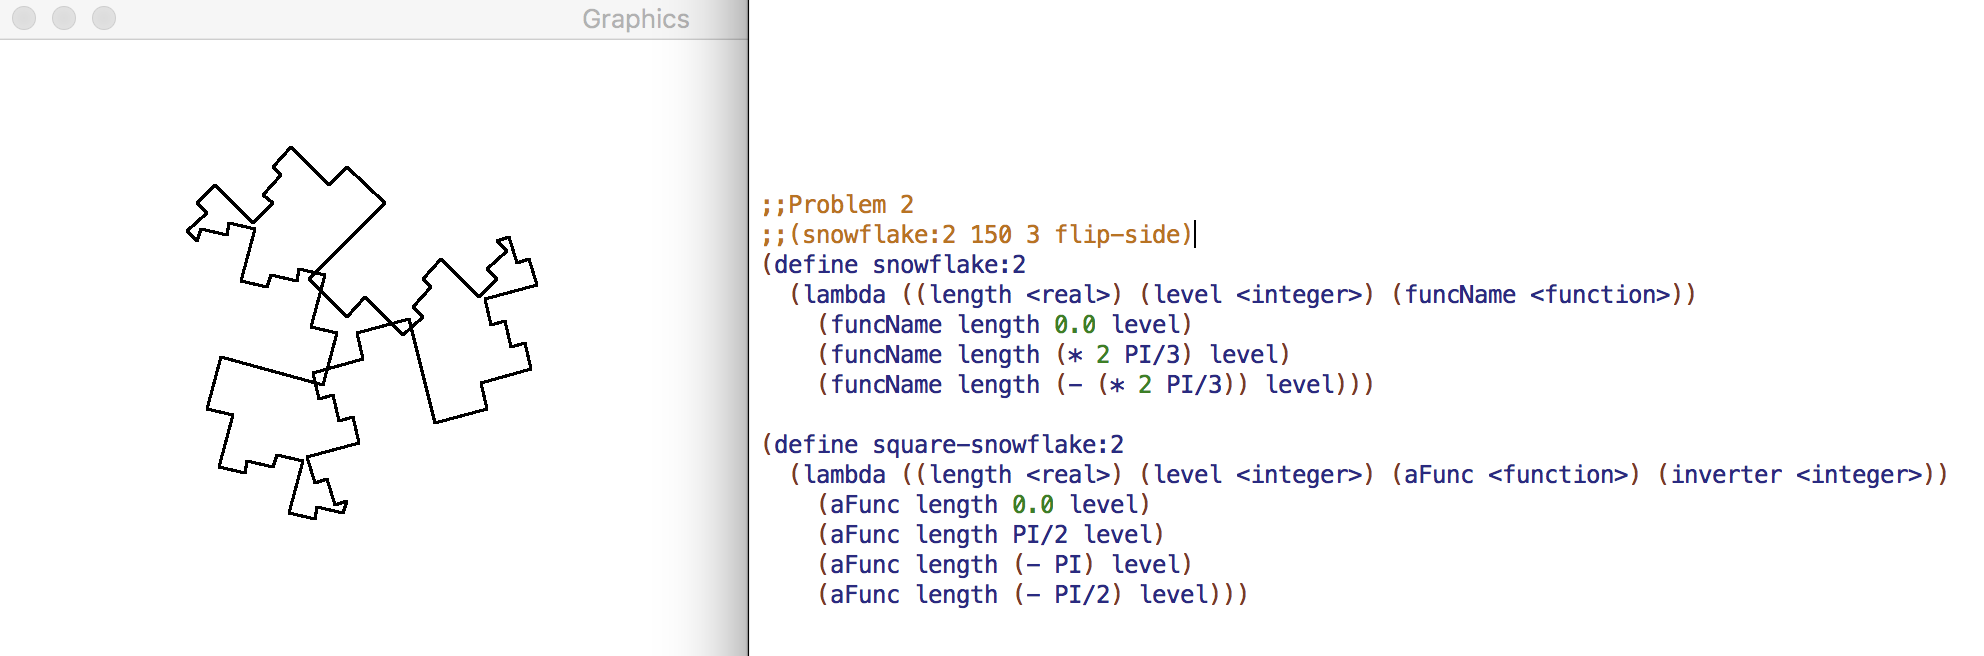 Graphics
;;Problem 2
;;(snowflake:2 150 3 flip-side)
(define snowflake:2
(lambda ((length <real>) (level <integer>) (funcName <function>))
(funcName length 0.0 level)
(funcName length (* 2 PI/3) level)
(funcName length (- (* 2 PI/3)) level)))
(define square-snowflake:2
(lambda ((length <real>) (level <integer>) (aFunc <function>) (inverter <integer>))
(aFunc length 0.0 level)
(aFunc length PI/2 level)
(aFunc length (- PI) level)
(aFunc length (- PI/2) level)))